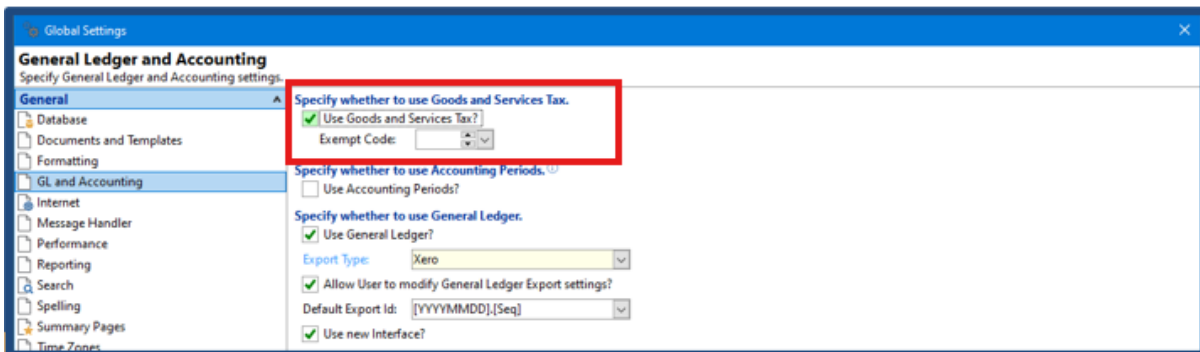 Global Settings
General Ledger and Accounting
Specify General Ledger and Accounting settings.
General
Database
Documents and Templates
Formatting
GL and Accounting
Internet
Message Handler
Performance
Reporting
Search
Spelling
Summary Pages
Time Zones
Specify whether to use Goods and Services Tax.
Use Goods and Services Tax?
Exempt Code:
Specify whether to use Accounting Periods.
Use Accounting Periods?
Specify whether to use General Ledger.
Use General Ledger?
Export Type: Xero
Allow User to modify General Ledger Export settings?
Default Export Id: [YYYYMMDD].[Seq]
Use new Interface?